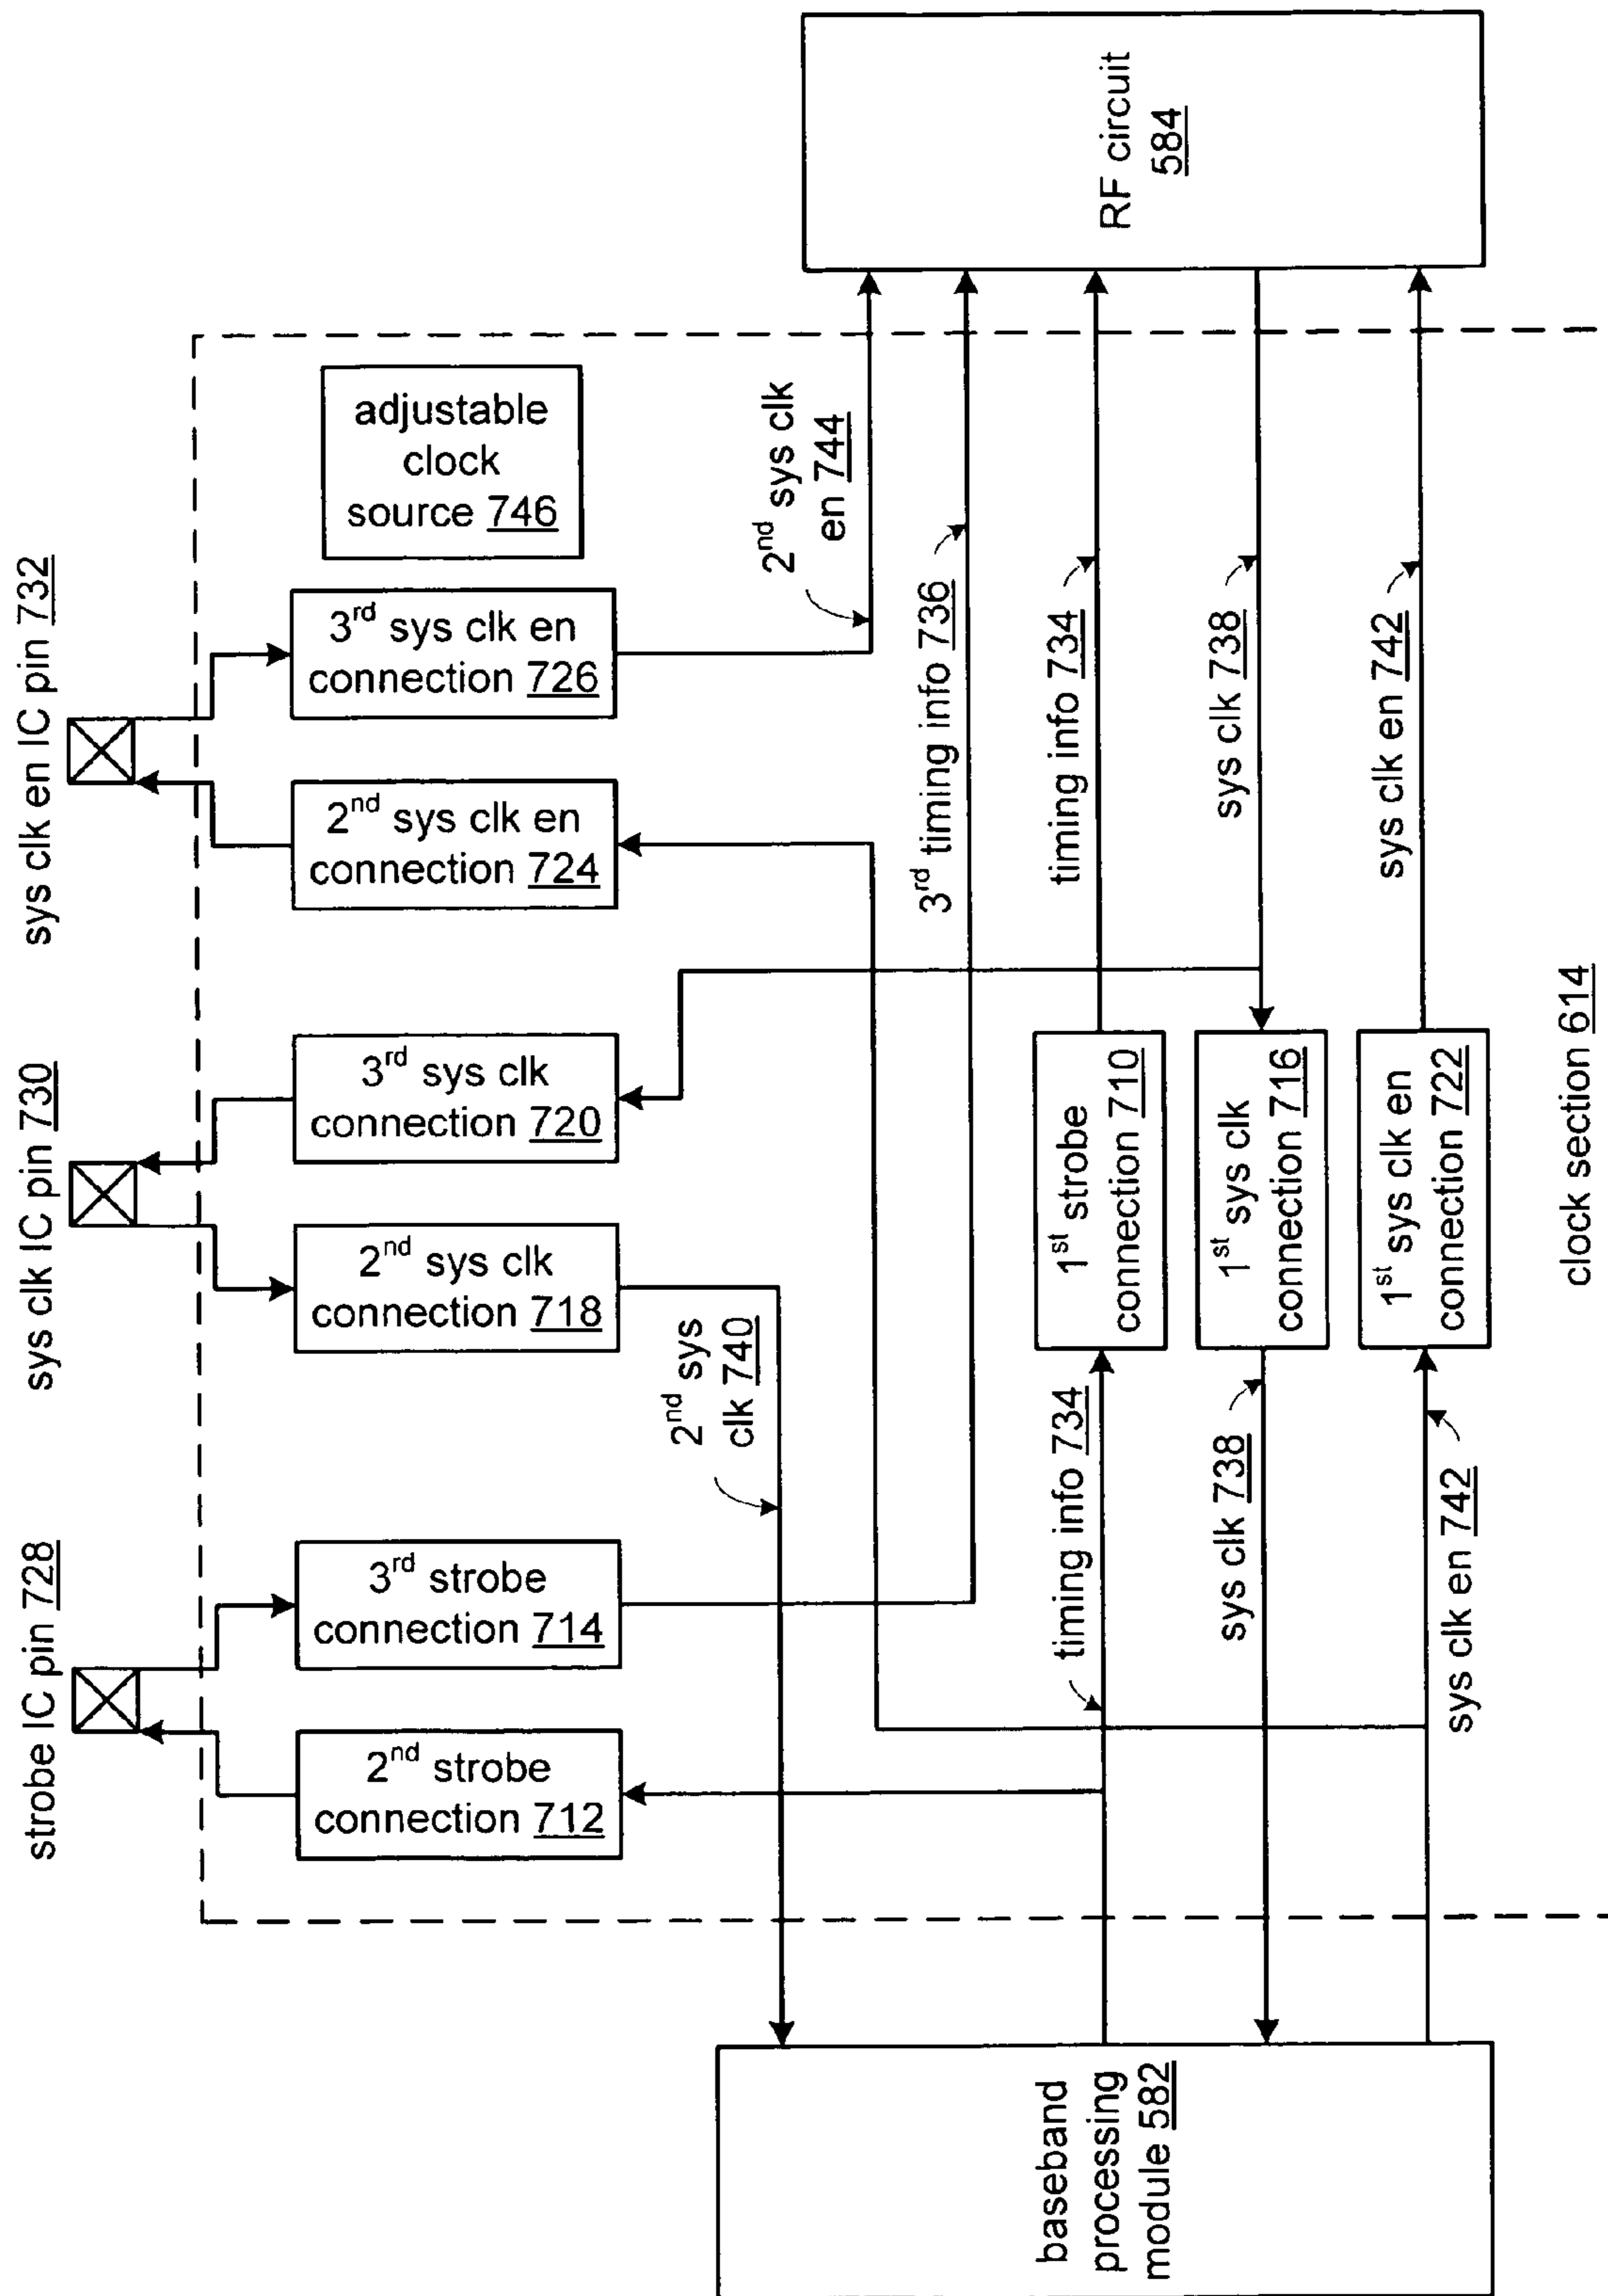 strobe IC pin 728
sys clk IC pin 730
sys clk en IC pin 732
2nd strobe
connection 712
3rd strobe
connection 714
2nd sys clk
connection 718
3rd sys clk
connection 720
2nd sys clk en
connection 724
3rd sys clk en
connection 726
adjustable
clock
source 746
2nd sys
clk 740
2nd sys clk
en 744
3rd timing info 736
timing info 734
1st strobe
connection 710
timing info 734
sys clk 738
1st sys clk
connection 716
sys clk 738
sys clk en 742
1st sys clk en
connection 722
sys clk en 742
baseband
processing
module 582
RF circuit
584
clock section 614